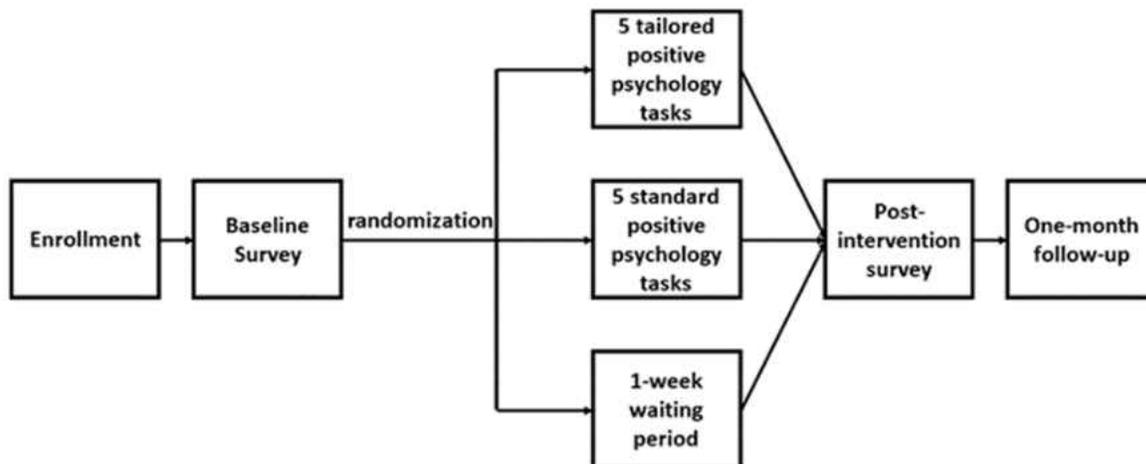 Enrollment
Baseline
Survey
randomization
5 tailored
positive
psychology
tasks
5 standard
positive
psychology
tasks
1-week
waiting
period
Post-
intervention
survey
One-month
follow-up